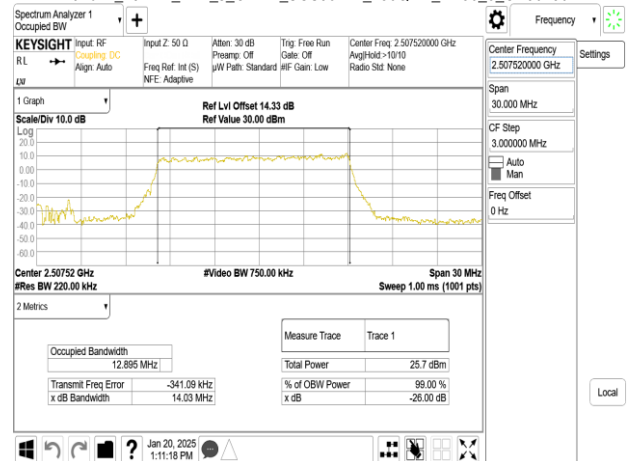 Spectrum Analyzer 1
Occupied BW
Frequency
KEYSIGHT
Input: RF
Coupling: DC
Align: Auto
Input Z: 50 Ω
Freq Ref: Int (S)
NFE: Adaptive
Atten: 30 dB
Preamp: Off
µW Path: Standard
Trig: Free Run
Gate: Off
#IF Gain: Low
Center Freq: 2.507520000 GHz
Avg|Hold:>10/10
Radio Std: None
RL
LXI
Center Frequency
2.507520000 GHz
Settings
Span
30.000 MHz
CF Step
3.000000 MHz
Auto
Man
Freq Offset
0 Hz
1 Graph
Scale/Div 10.0 dB
Ref Lvl Offset 14.33 dB
Ref Value 30.00 dBm
Log
20.0
10.0
0.00
-10.0
-20.0
-30.0
-40.0
-50.0
-60.0
Center 2.50752 GHz
#Video BW 750.00 kHz
Span 30 MHz
#Res BW 220.00 kHz
Sweep 1.00 ms (1001 pts)
2 Metrics
Measure Trace Trace 1
Occupied Bandwidth
12.895 MHz
Total Power 25.7 dBm
Transmit Freq Error -341.09 kHz
% of OBW Power 99.00 %
x dB Bandwidth 14.03 MHz
x dB -26.00 dB
Local
Jan 20, 2025
1:11:18 PM